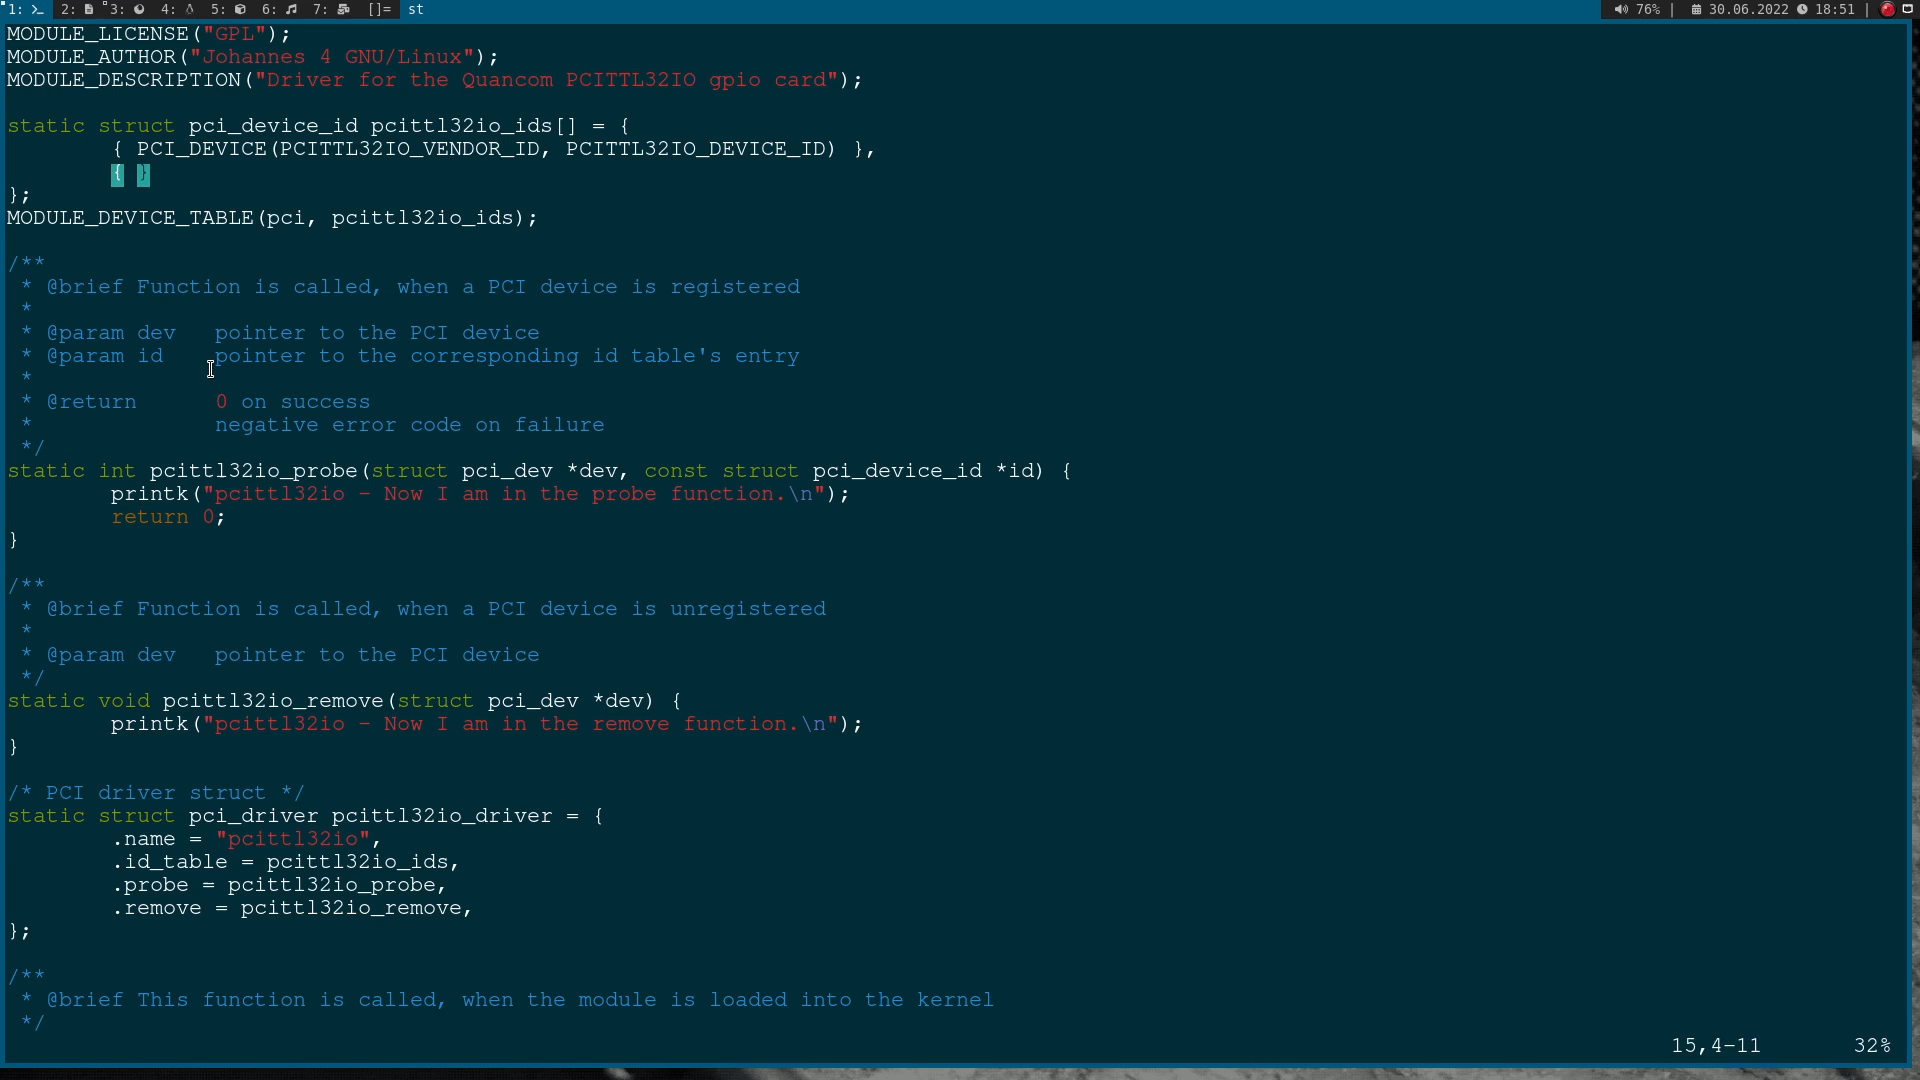 1: 2: 3: 4: 5: 6: 7: []= st 76% | 30.06.2022 18:51 |
MODULE_LICENSE("GPL");
MODULE_AUTHOR("Johannes 4 GNU/Linux");
MODULE_DESCRIPTION("Driver for the Quancom PCITTL32IO gpio card");
static struct pci_device_id pcittl32io_ids[] = {
{ PCI_DEVICE(PCITTL32IO_VENDOR_ID, PCITTL32IO_DEVICE_ID) },
{ }
};
MODULE_DEVICE_TABLE(pci, pcittl32io_ids);
/**
* @brief Function is called, when a PCI device is registered
*
* @param dev pointer to the PCI device
* @param id pointer to the corresponding id table's entry
*
* @return 0 on success
* negative error code on failure
*/
static int pcittl32io_probe(struct pci_dev *dev, const struct pci_device_id *id) {
printk("pcittl32io - Now I am in the probe function.\n");
return 0;
}
/**
* @brief Function is called, when a PCI device is unregistered
*
* @param dev pointer to the PCI device
*/
static void pcittl32io_remove(struct pci_dev *dev) {
printk("pcittl32io - Now I am in the remove function.\n");
}
/* PCI driver struct */
static struct pci_driver pcittl32io_driver = {
.name = "pcittl32io",
.id_table = pcittl32io_ids,
.probe = pcittl32io_probe,
.remove = pcittl32io_remove,
};
/**
* @brief This function is called, when the module is loaded into the kernel
*/
15,4-11 32%